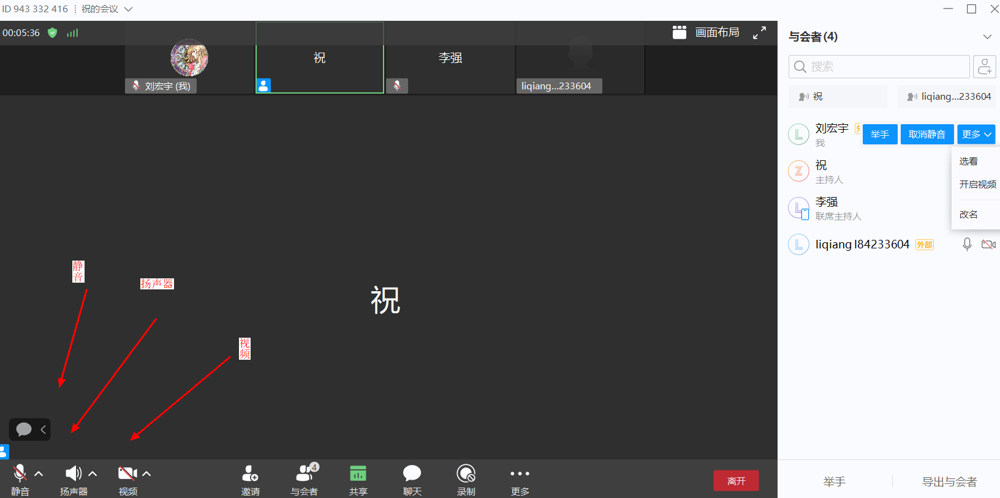 ID 943 332 416 祝的会议
00:05:36
画面布局
祝
李强
刘宏宇 (我)
liqiang...233604
静音
扬声器
视频
祝
静音
扬声器
视频
邀请
4
与会者
共享
聊天
录制
更多
离开
与会者(4)
搜索
祝
liqiang...233604
刘宏宇
我
举手
取消静音
更多
选看
开启视频
改名
祝
主持人
李强
联席主持人
liqiang l84233604 外部
举手
导出与会者